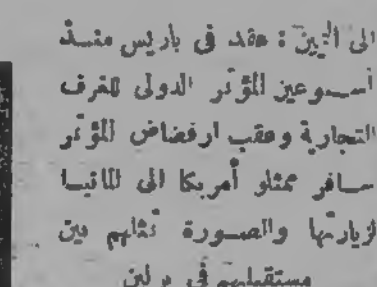 الى اليمين : عقد فى باريس منذ
أسبوعين المؤتمر الدولى للغرف
التجارية وعقب ارفضاض المؤتمر
سافر ممثلو أمريكا الى المانيا
لزيارتها والصورة تمثلهم بين
مستقبليهم فى برلين